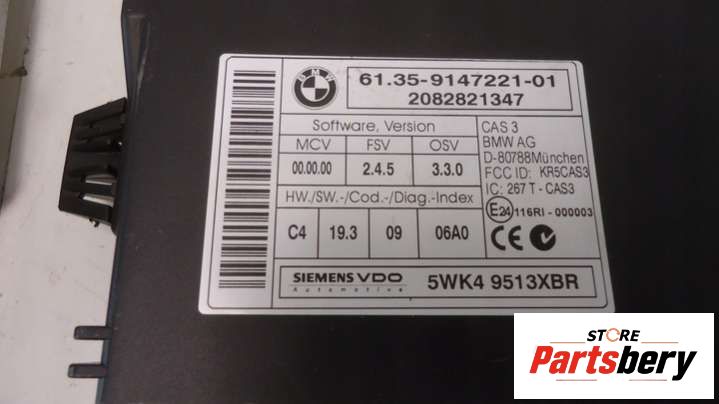 BMW
61.35-9147221-01
2082821347
Software, Version
MCV FSV OSV
00.00.00 2.4.5 3.3.0
HW./SW.-/Cod.-/Diag.-Index
C4 19.3 09 06A0
CAS 3
BMW AG
D-80788München
FCC ID: KR5CAS3
IC: 267 T - CAS3
E24 116RI - 000003
CE
SIEMENS VDO
Automotive
5WK4 9513XBR
STORE
Partsbery